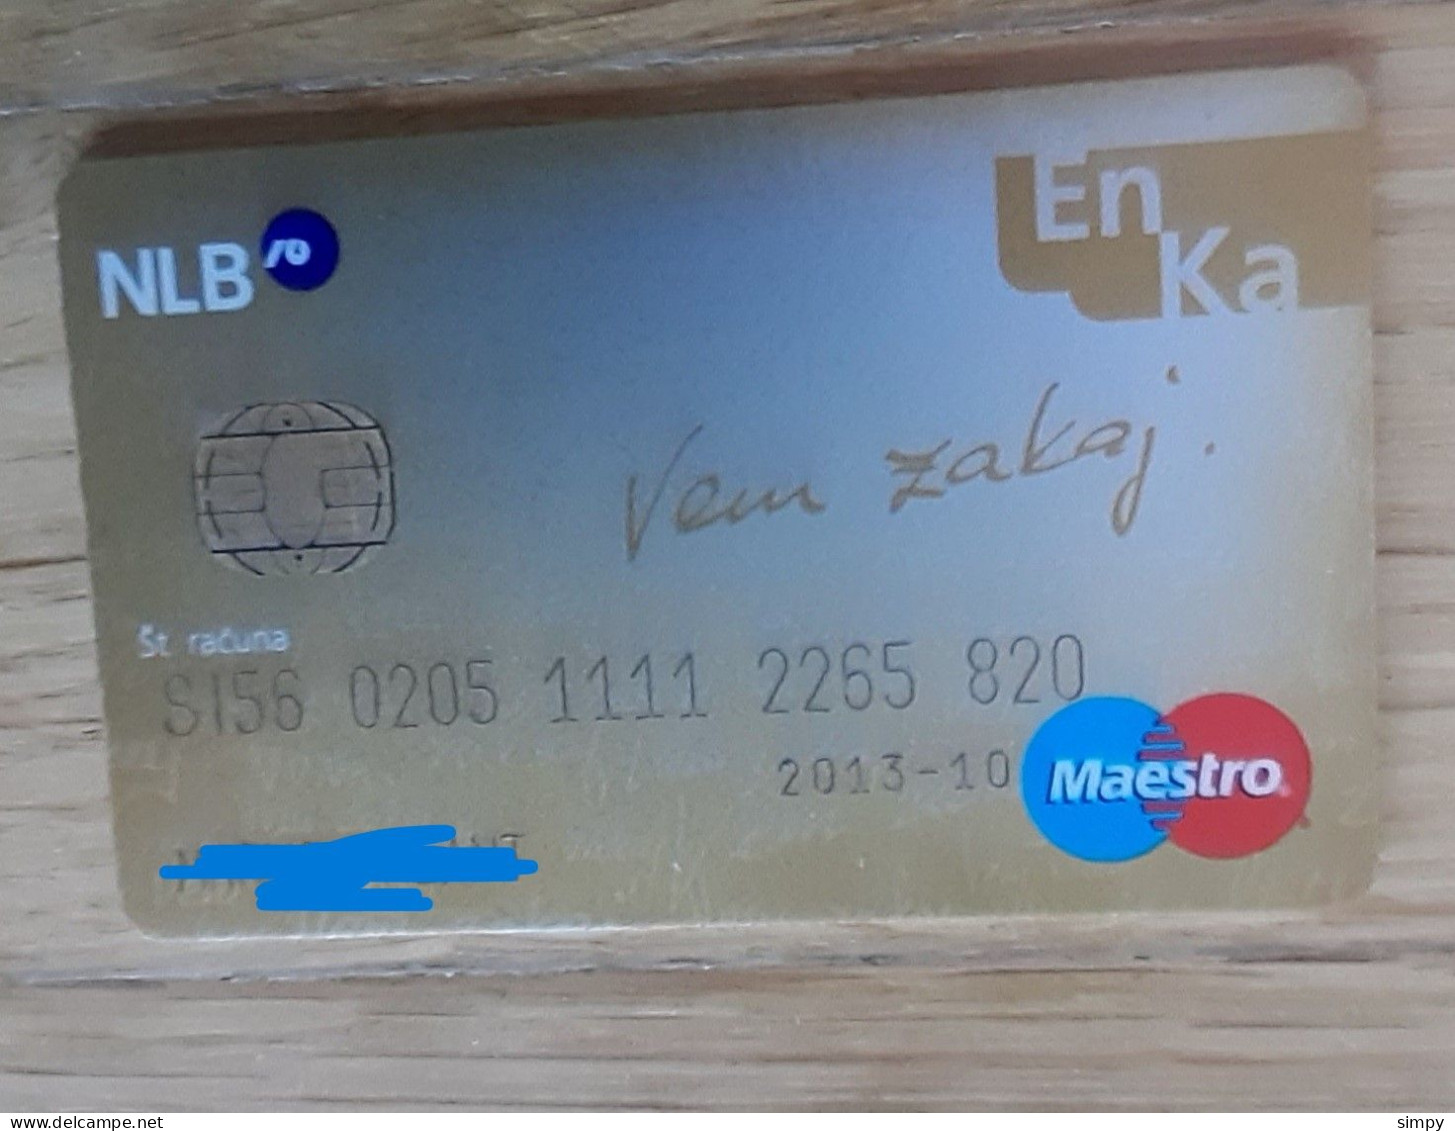 NLB
En
Ka
Vem zakaj.
Št. računa
SI56 0205 1111 2265 820
2013-10
Maestro
www.delcampe.net
simpy